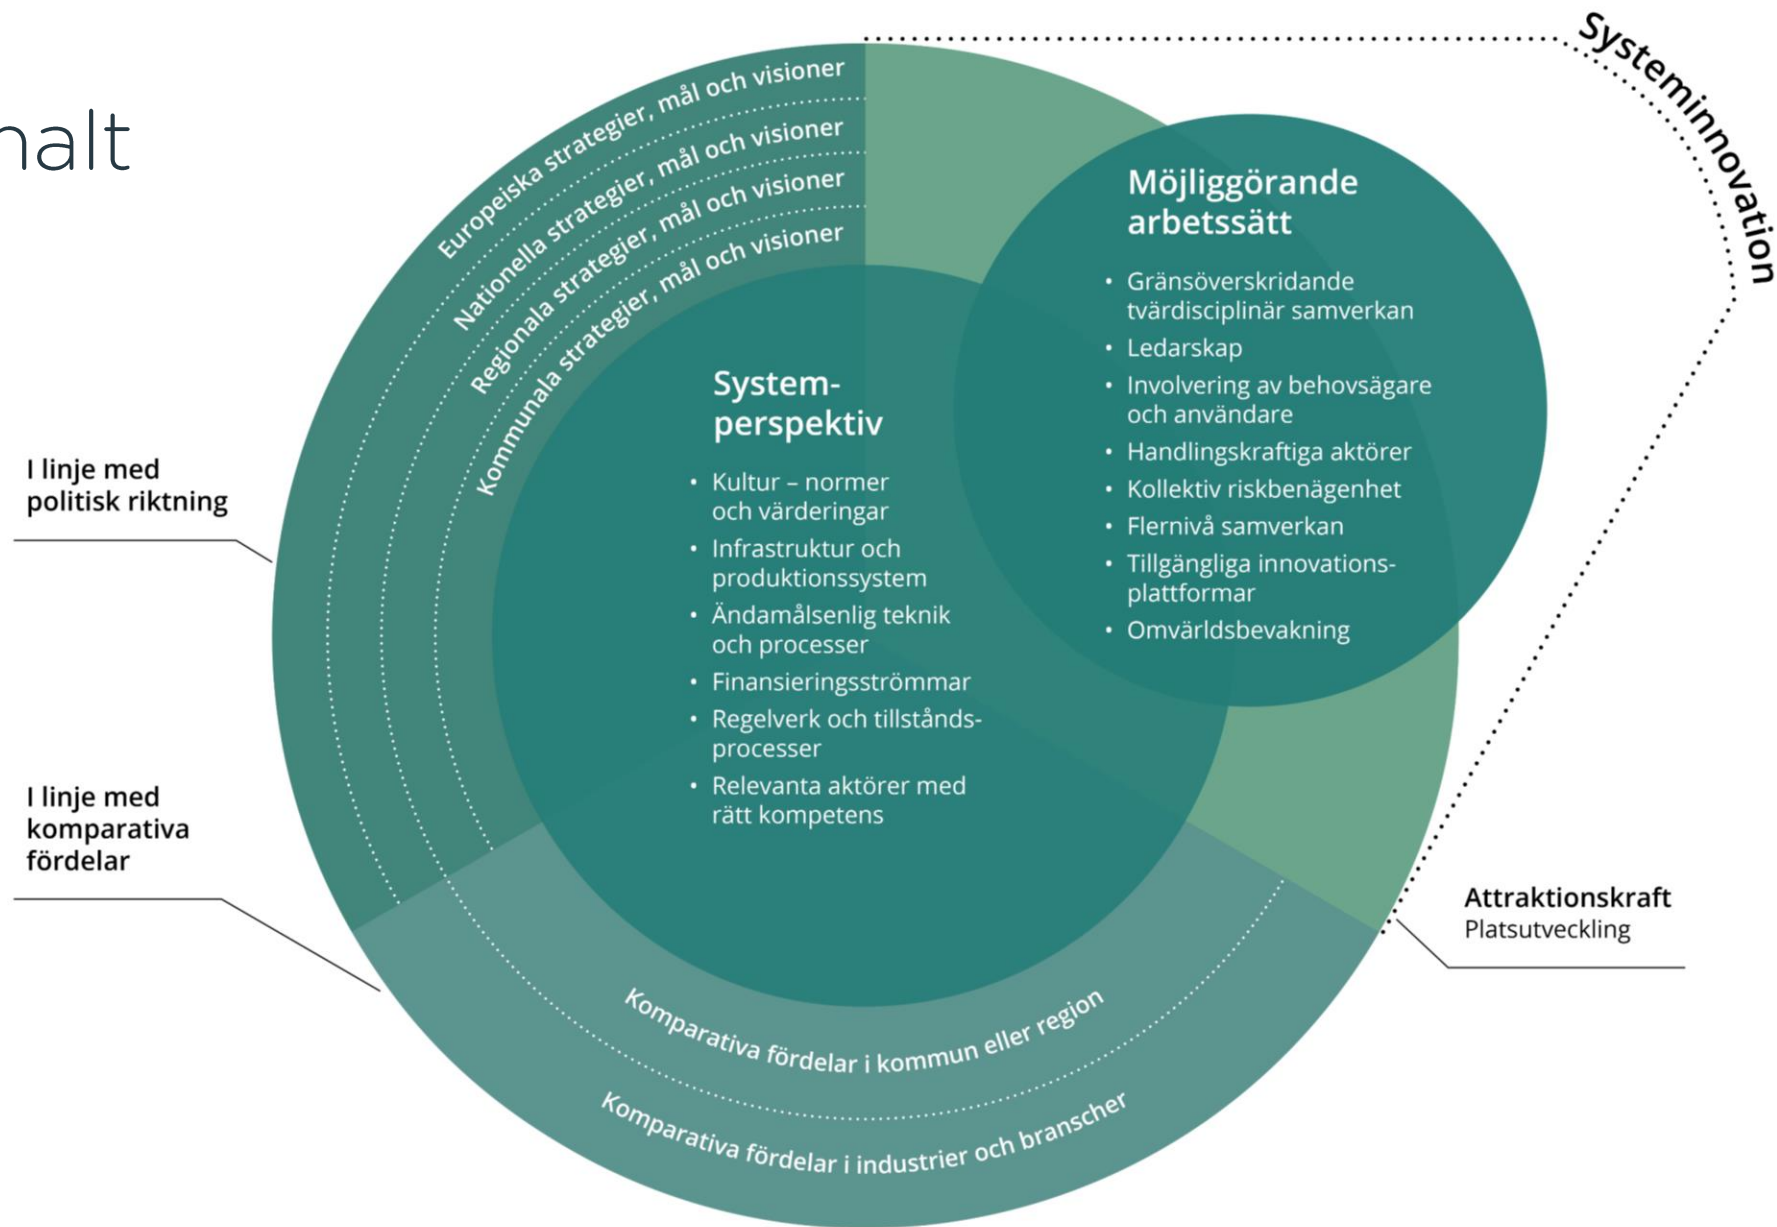 nalt
Systeminnovation
Europeiska strategier, mål och visioner
Nationella strategier, mål och visioner
Regionala strategier, mål och visioner
Kommunala strategier, mål och visioner
Möjliggörande
arbetssätt
• Gränsöverskridande
tvärdisciplinär samverkan
• Ledarskap
• Involvering av behovsägare
och användare
• Handlingskraftiga aktörer
• Kollektiv riskbenägenhet
• Flernivå samverkan
• Tillgängliga innovations-
plattformar
• Omvärldsbevakning
System-
perspektiv
• Kultur – normer
och värderingar
• Infrastruktur och
produktionssystem
• Ändamålsenlig teknik
och processer
• Finansieringsströmmar
• Regelverk och tillstånds-
processer
• Relevanta aktörer med
rätt kompetens
I linje med
politisk riktning
I linje med
komparativa
fördelar
Attraktionskraft
Platsutveckling
Komparativa fördelar i kommun eller region
Komparativa fördelar i industrier och branscher